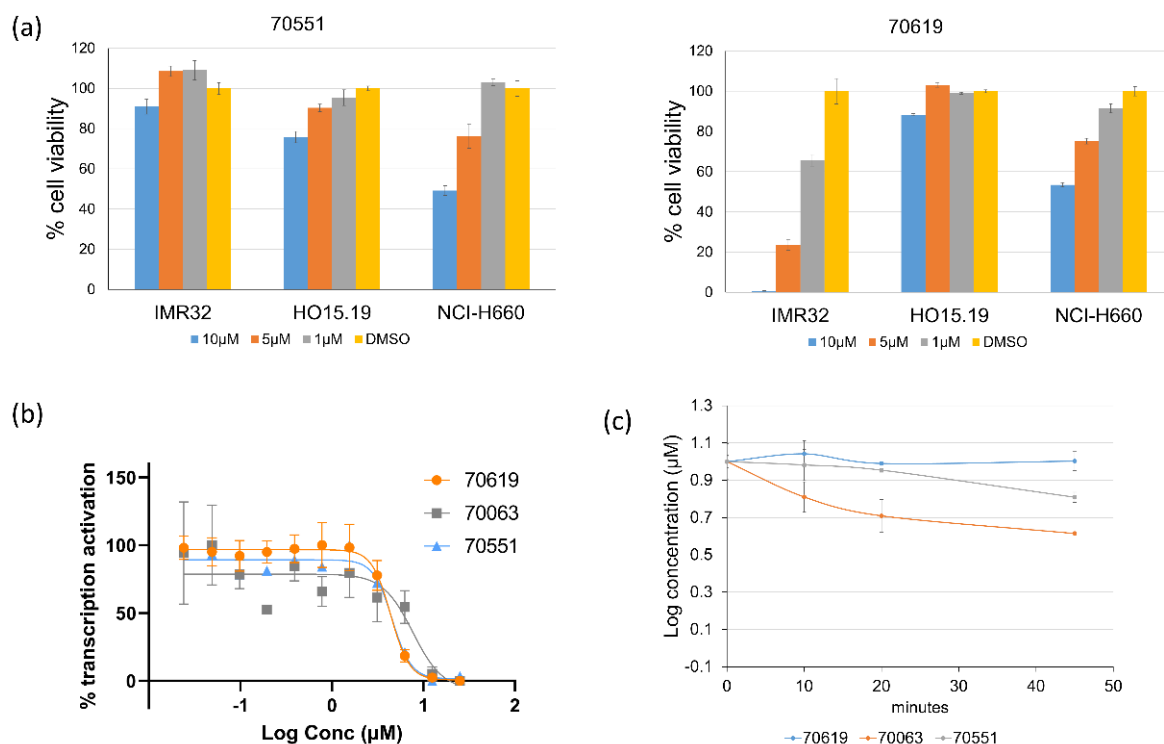 (a)
70551
% cell viability
120
100
80
60
40
20
0
IMR32 HO15.19 NCI-H660
10µM 5µM 1µM DMSO
70619
% cell viability
120
100
80
60
40
20
0
IMR32 HO15.19 NCI-H660
10µM 5µM 1µM DMSO
(b)
% transcription activation
150
100
50
0
-1 0 1 2
Log Conc (µM)
70619
70063
70551
(c)
Log concentration (µM)
1.3
1.1
0.9
0.7
0.5
0.3
0.1
-0.1
0 10 20 30 40 50
minutes
70619 70063 70551